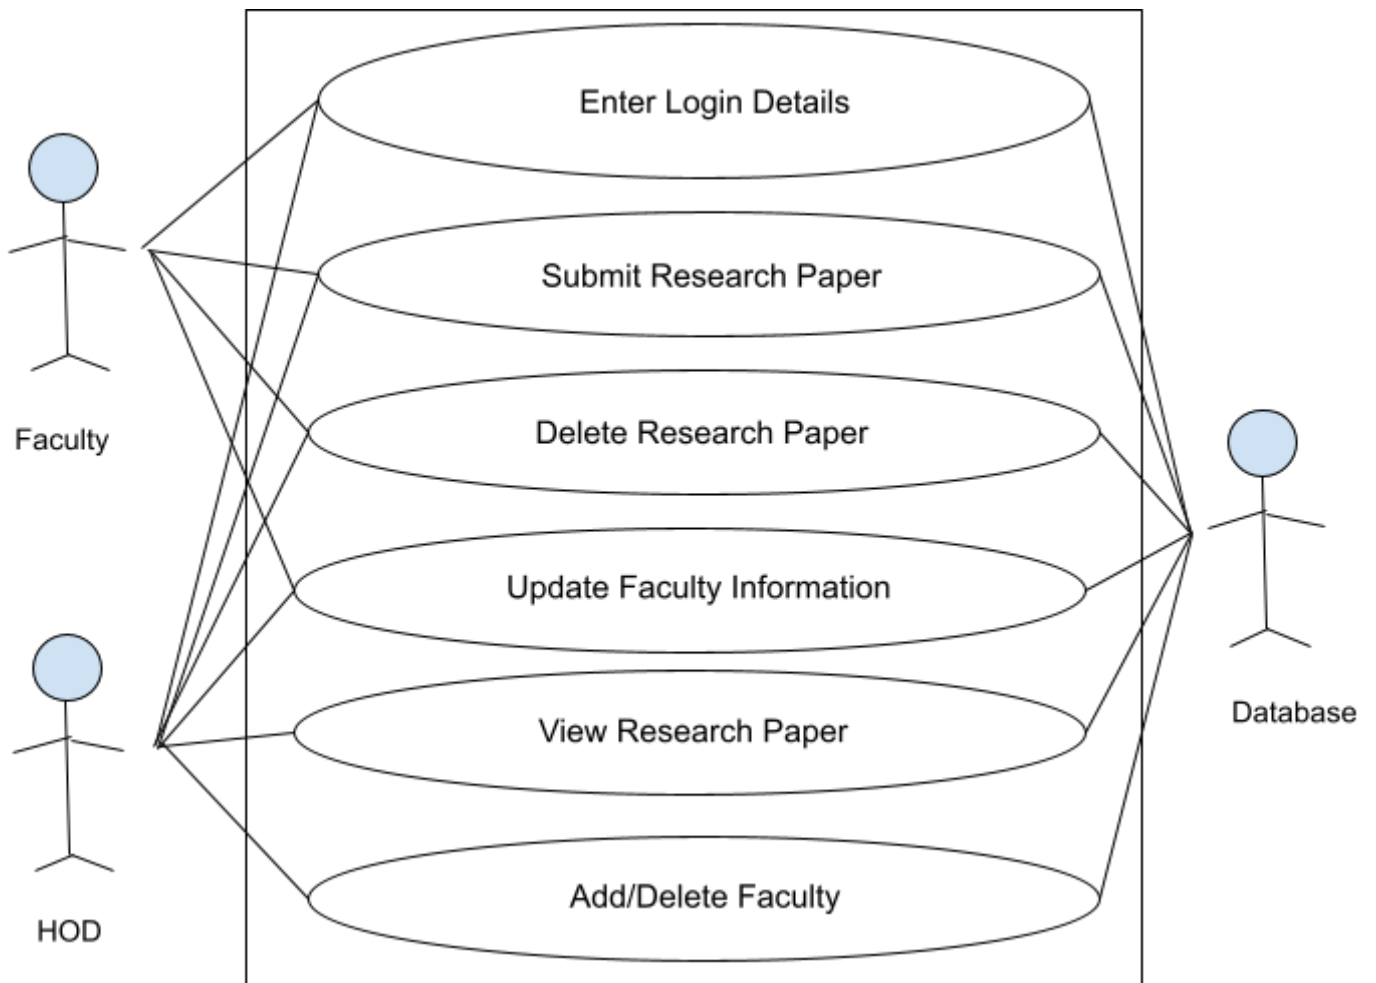 Enter Login Details
Submit Research Paper
Delete Research Paper
Faculty
Update Faculty Information
View Research Paper
Database
Add/Delete Faculty
HOD